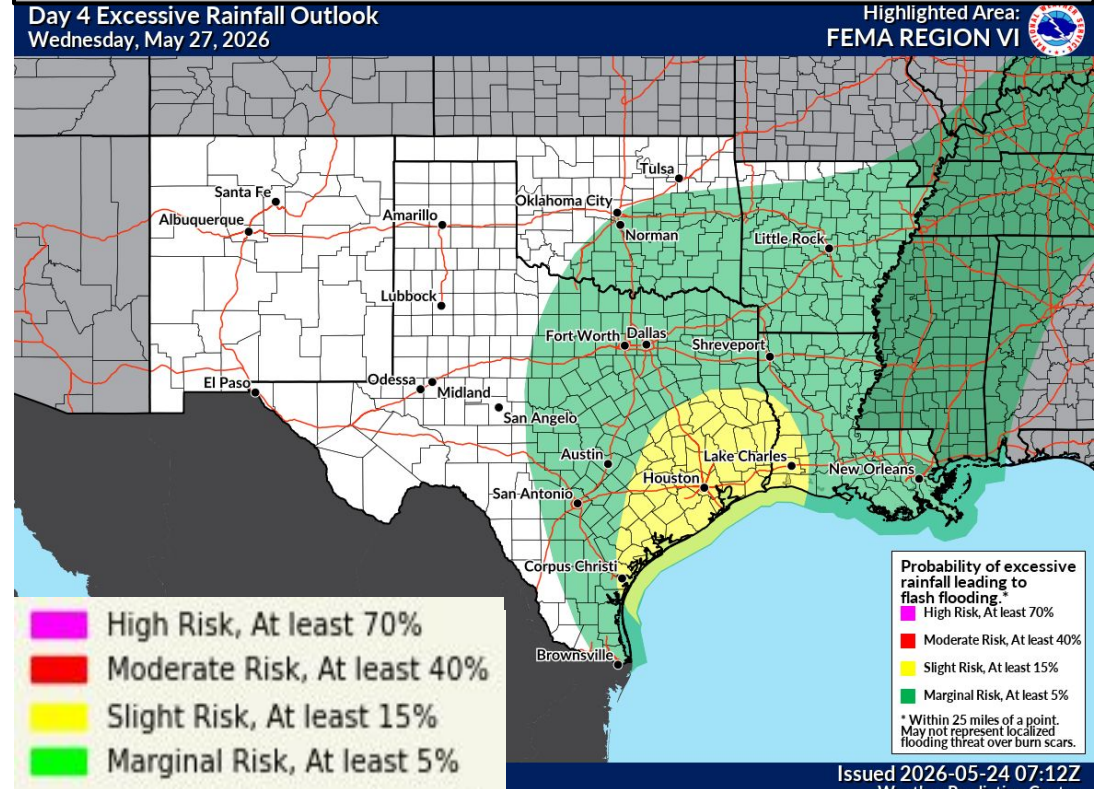 Day 4 Excessive Rainfall Outlook
Wednesday, May 27, 2026
Highlighted Area:
FEMA REGION VI
Tulsa
Santa Fe
Oklahoma City
Albuquerque
Amarillo
Norman
Little Rock
Lubbock
Fort Worth
Dallas
Shreveport
El Paso
Odessa
Midland
San Angelo
Austin
Lake Charles
New Orleans
Houston
San Antonio
Corpus Christi
Brownsville
High Risk, At least 70%
Moderate Risk, At least 40%
Slight Risk, At least 15%
Marginal Risk, At least 5%
Probability of excessive
rainfall leading to
flash flooding.*
High Risk, At least 70%
Moderate Risk, At least 40%
Slight Risk, At least 15%
Marginal Risk, At least 5%
* Within 25 miles of a point.
May not represent localized
flooding threat over burn scars.
Issued 2026-05-24 07:12Z